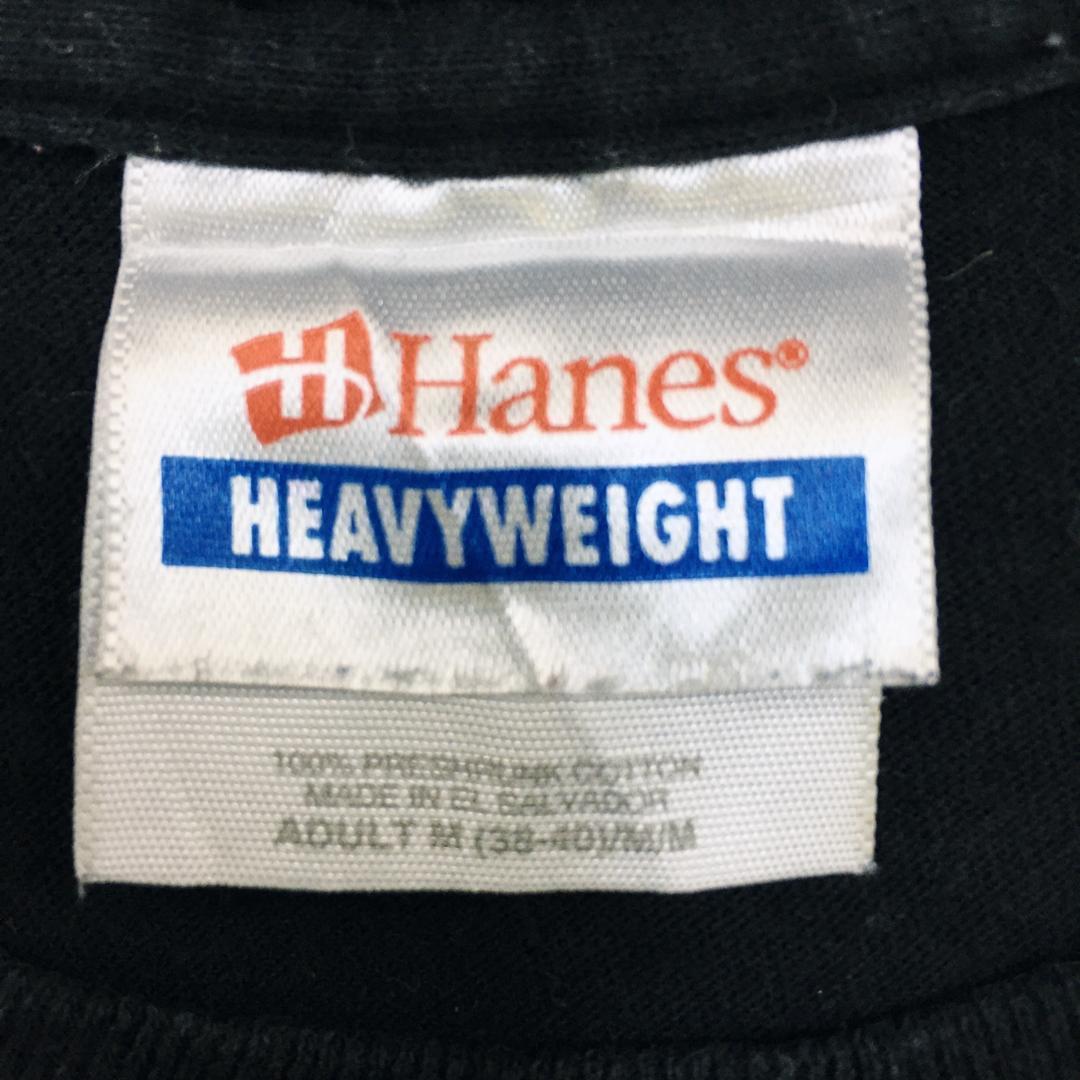 H Hanes®
HEAVYWEIGHT
100% PRESHRUNK COTTON
MADE IN EL SALVADOR
ADULT M (38-40)/M/M